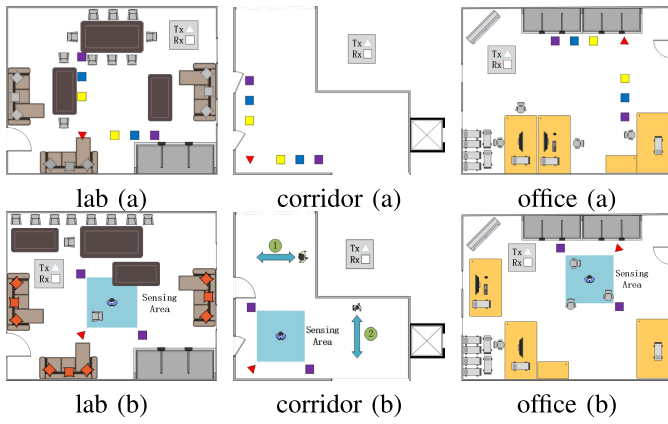 Tx
Rx
Tx
Rx
Tx
Rx
lab (a)
corridor (a)
office (a)
Tx
Rx
Sensing
Area
1
Tx
Rx
Sensing
Area
2
Tx
Rx
Sensing
Area
lab (b)
corridor (b)
office (b)